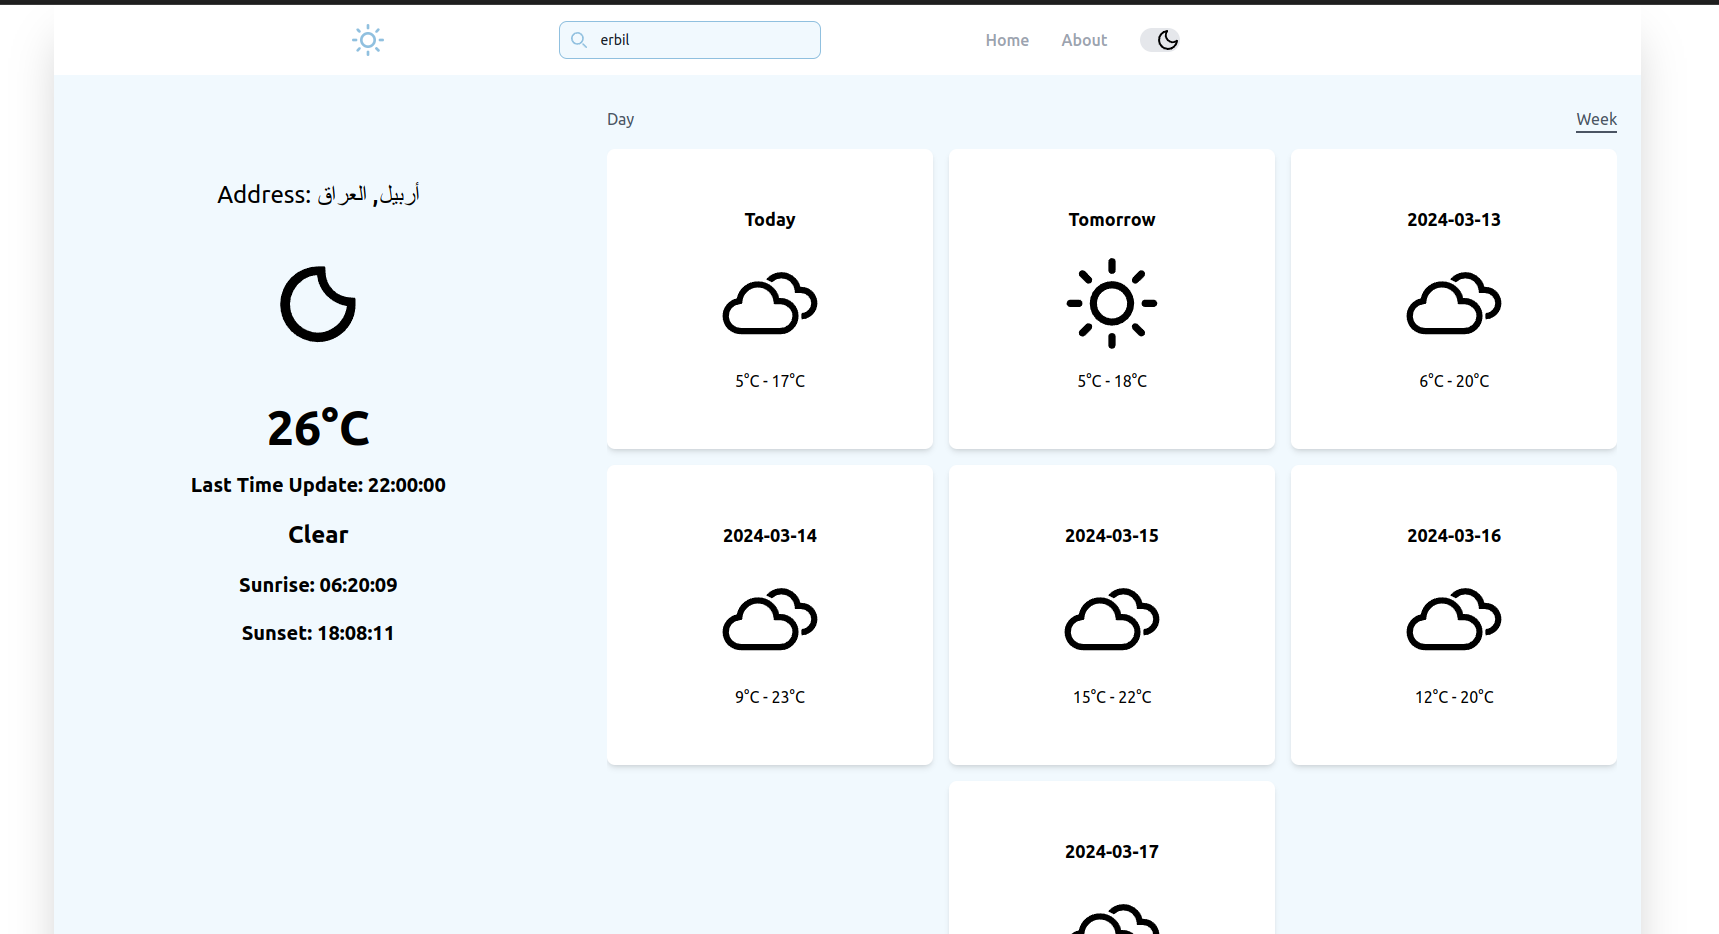 erbil
Home
About
Day
Week
Address: أربيل, العراق
26°C
Last Time Update: 22:00:00
Clear
Sunrise: 06:20:09
Sunset: 18:08:11
Today
5°C - 17°C
Tomorrow
5°C - 18°C
2024-03-13
6°C - 20°C
2024-03-14
9°C - 23°C
2024-03-15
15°C - 22°C
2024-03-16
12°C - 20°C
2024-03-17